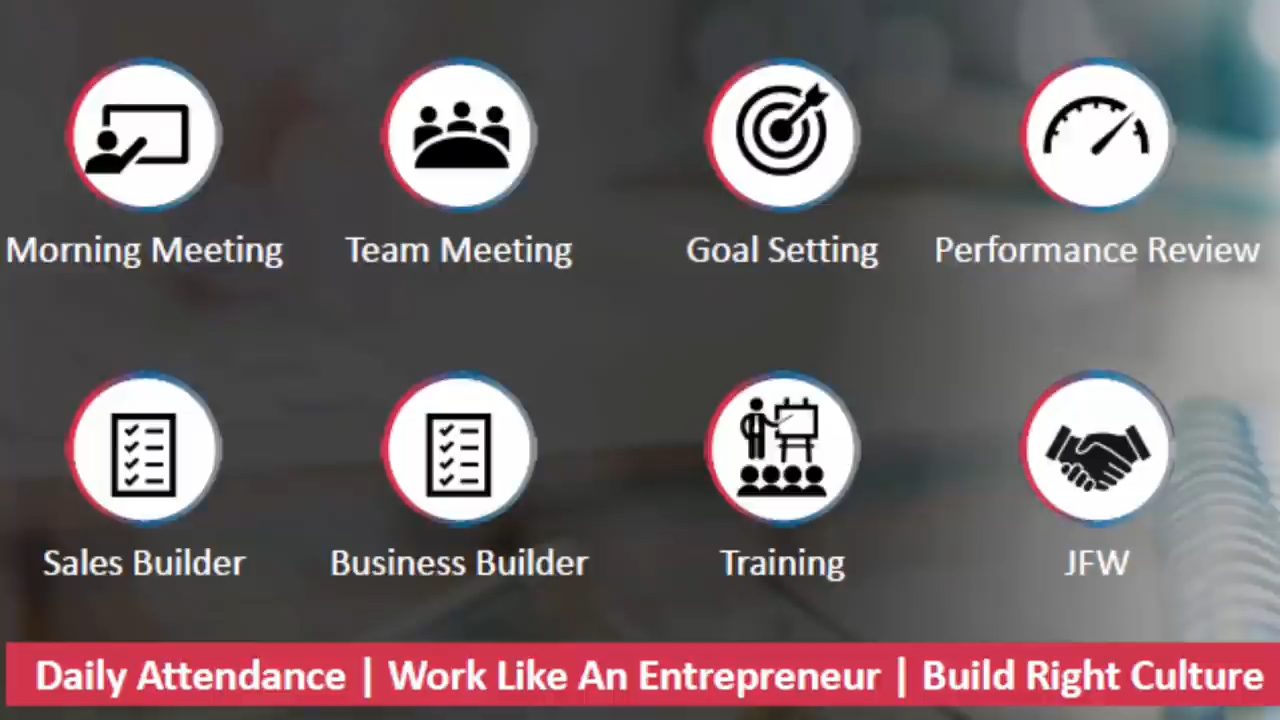 Morning Meeting
Team Meeting
Goal Setting
Performance Review
Sales Builder
Business Builder
Training
JFW
Daily Attendance | Work Like An Entrepreneur | Build Right Culture